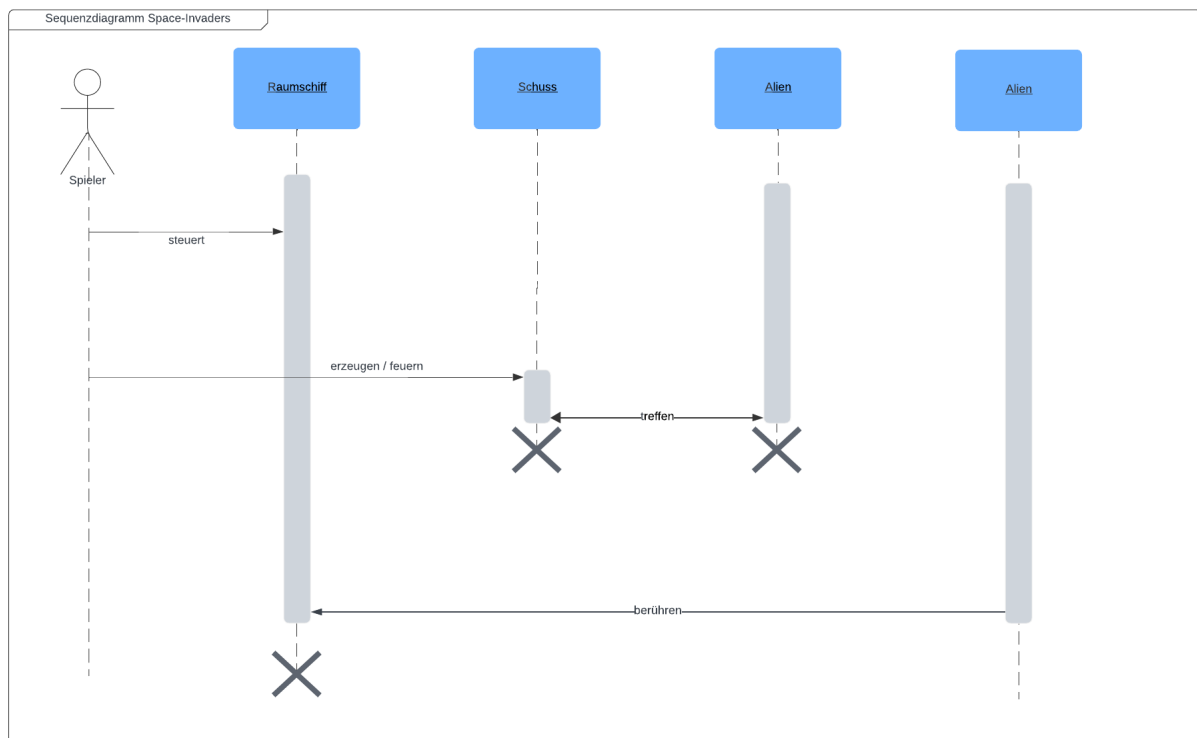 Sequenzdiagramm Space-Invaders
Raumschiff
Schuss
Alien
Alien
Spieler
steuert
erzeugen / feuern
treffen
berühren